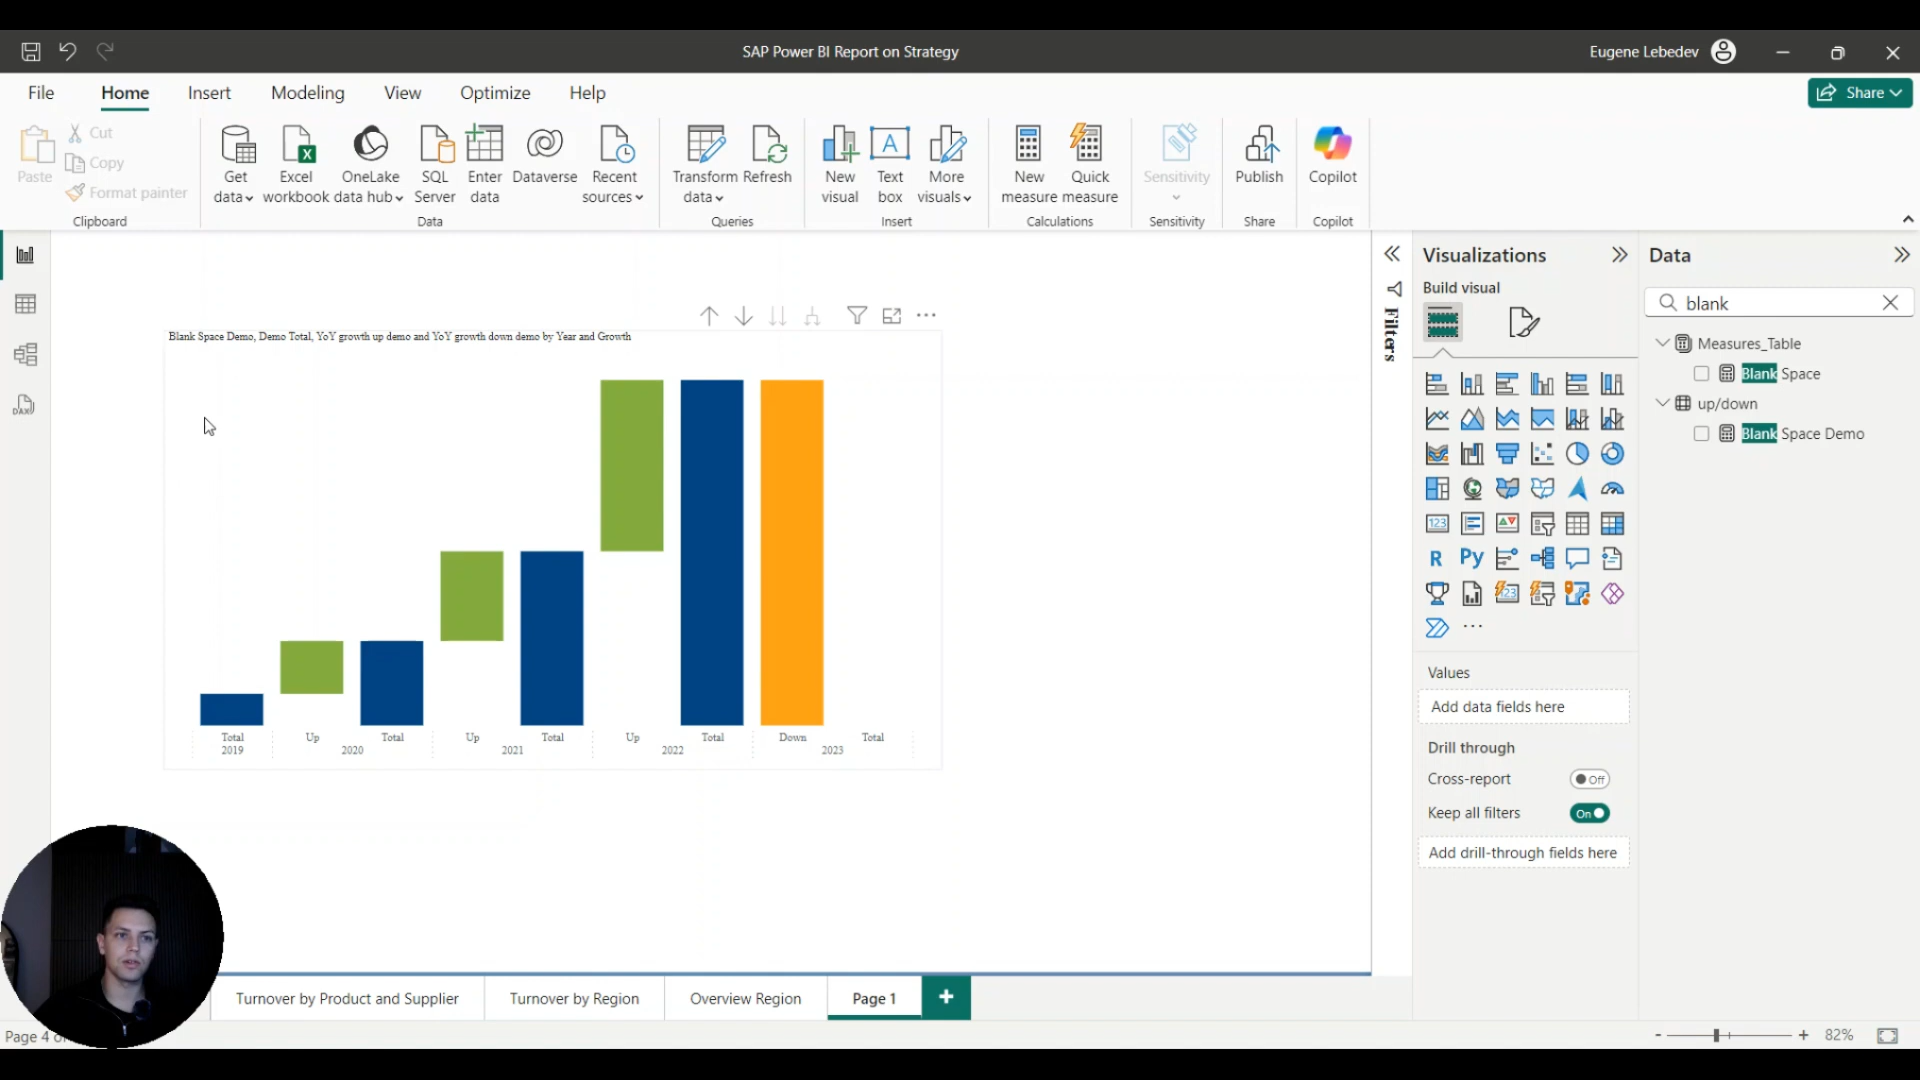 SAP Power BI Report on Strategy
Eugene Lebedev
File
Home
Insert
Modeling
View
Optimize
Help
Share
Paste
Cut
Copy
Format painter
Clipboard
Get data
Excel workbook
OneLake data hub
SQL Server
Enter data
Dataverse
Recent sources
Data
Transform data
Refresh
Queries
New visual
A
Text box
More visuals
Insert
New measure
Quick measure
Calculations
Sensitivity
Sensitivity
Publish
Share
Copilot
Copilot
Blank Space Demo, Demo Total, YoY growth up demo and YoY growth down demo by Year and Growth
Total
Up
Total
Up
Total
Up
Total
Down
Total
2019
2020
2021
2022
2023
DAX
Filters
Visualizations
Build visual
123
R
Py
123
Values
Add data fields here
Drill through
Cross-report
Off
Keep all filters
On
Add drill-through fields here
Data
blank
Measures_Table
Blank Space
up/down
Blank Space Demo
Turnover by Product and Supplier
Turnover by Region
Overview Region
Page 1
Page 4
82%